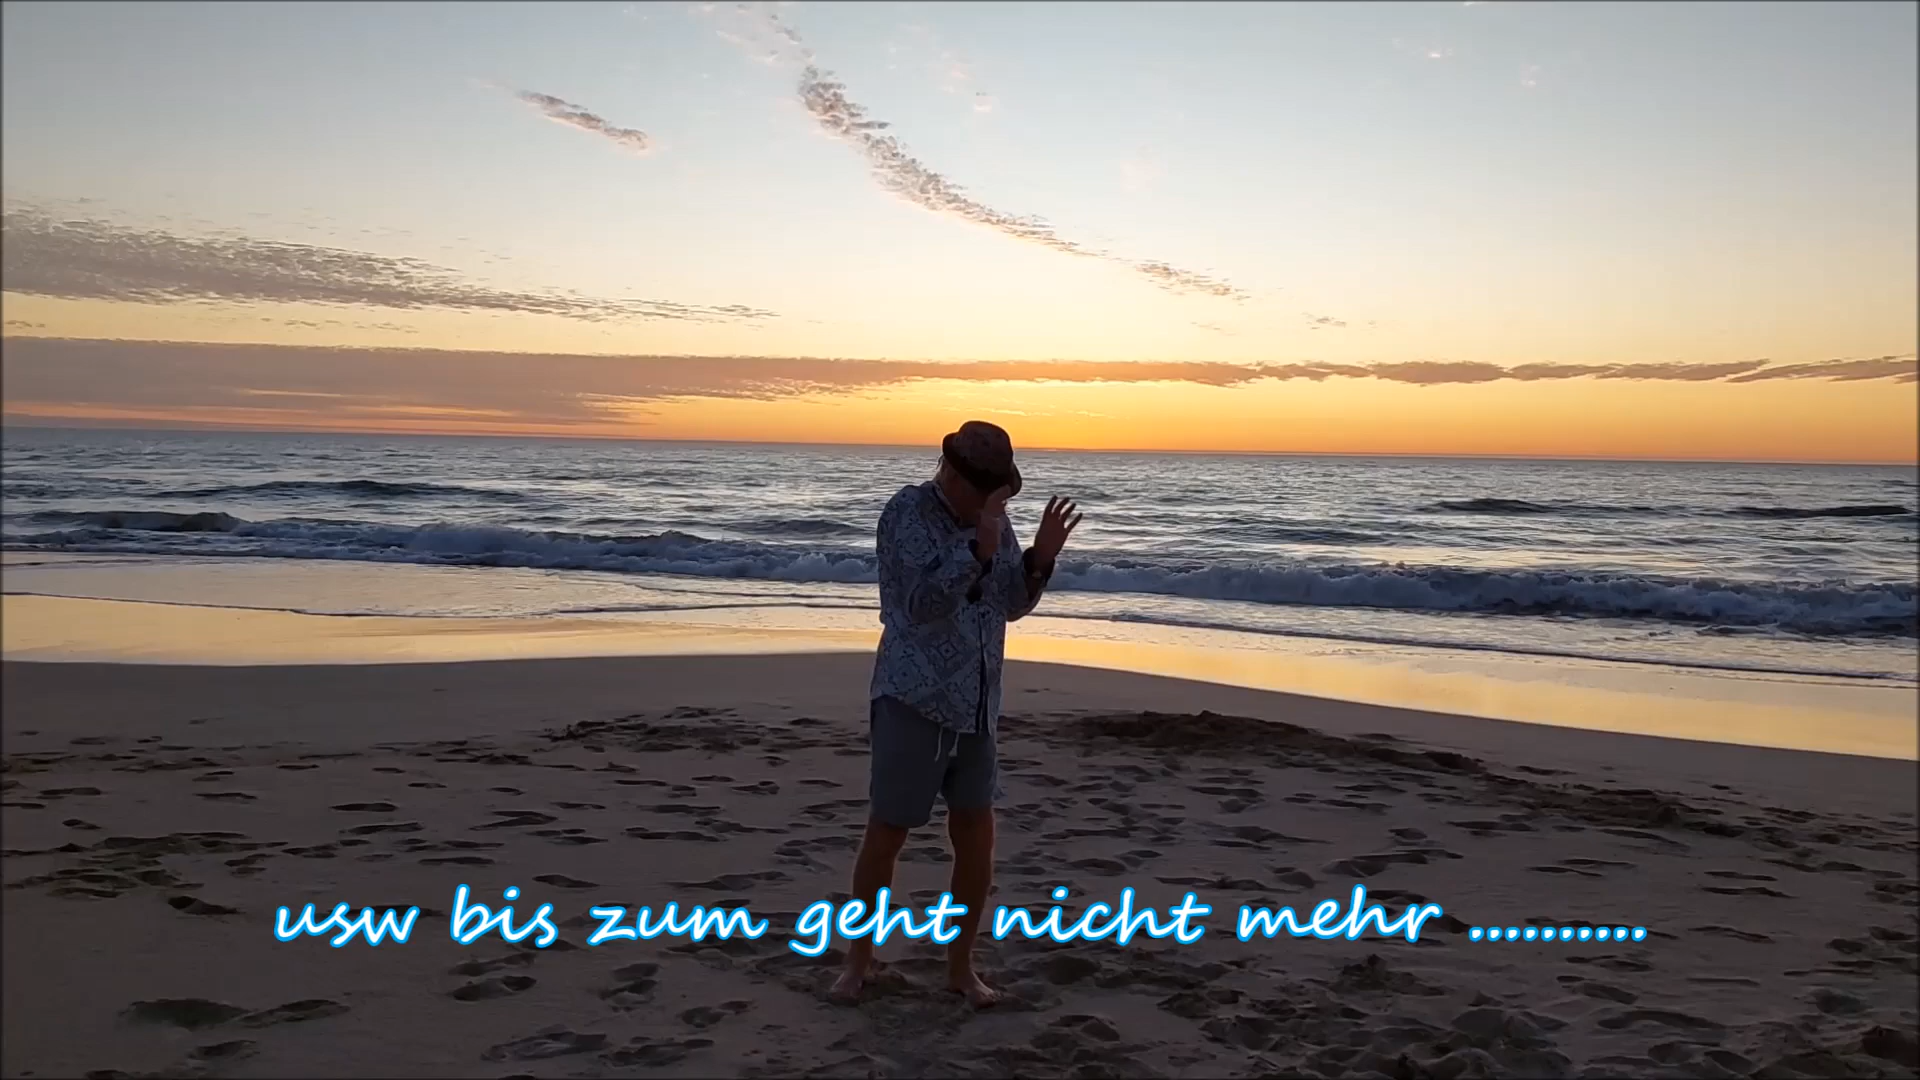 usw bis zum geht nicht mehr ..........